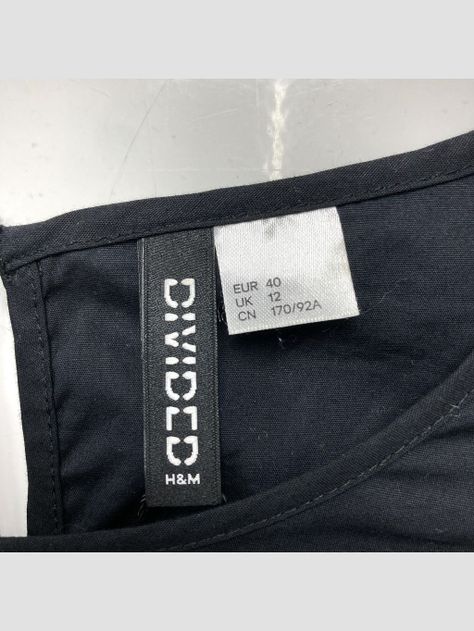 DIVIDED
H&M
EUR 40
UK 12
CN 170/92A